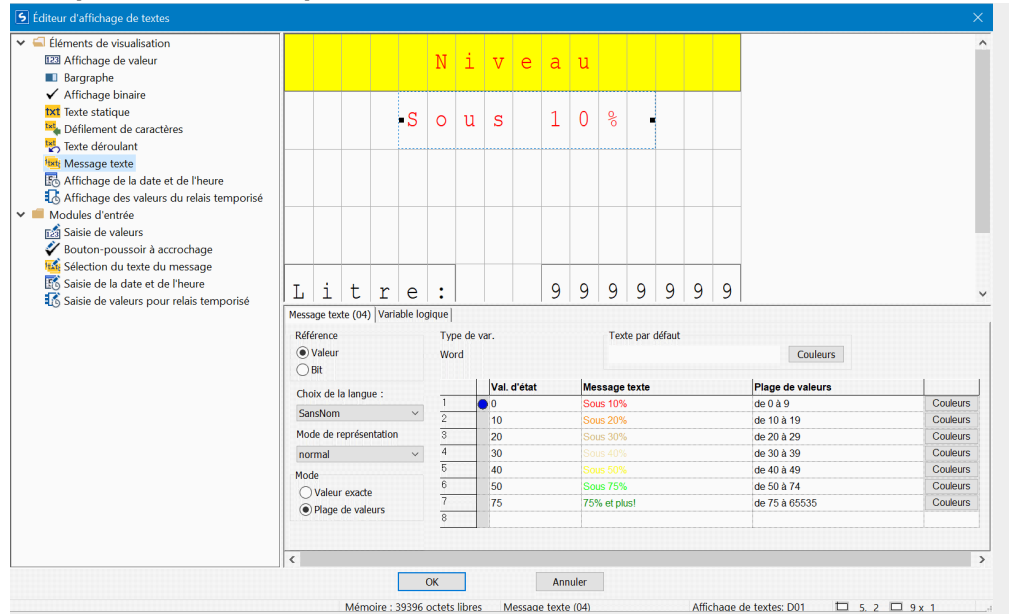 Éditeur d'affichage de textes
Éléments de visualisation
123 Affichage de valeur
Bargraphe
Affichage binaire
txt Texte statique
Défilement de caractères
Texte déroulant
Message texte
Affichage de la date et de l'heure
Affichage des valeurs du relais temporisé
Modules d'entrée
Saisie de valeurs
Bouton-poussoir à accrochage
Sélection du texte du message
Saisie de la date et de l'heure
Saisie de valeurs pour relais temporisé
Niveau
Sous 10%
Litre: 9999999
Message texte (04) Variable logique
Référence
Valeur
Bit
Choix de la langue :
SansNom
Mode de représentation
normal
Mode
Valeur exacte
Plage de valeurs
Type de var.
Word
Texte par défaut
Couleurs
Val. d'état Message texte Plage de valeurs
1 0 Sous 10% de 0 à 9 Couleurs
2 10 Sous 20% de 10 à 19 Couleurs
3 20 Sous 30% de 20 à 29 Couleurs
4 30 Sous 40% de 30 à 39 Couleurs
5 40 Sous 50% de 40 à 49 Couleurs
6 50 Sous 75% de 50 à 74 Couleurs
7 75 75% et plus! de 75 à 65535 Couleurs
8
OK Annuler
Mémoire : 39396 octets libres Message texte (04) Affichage de textes: D01 5, 2 9 x 1